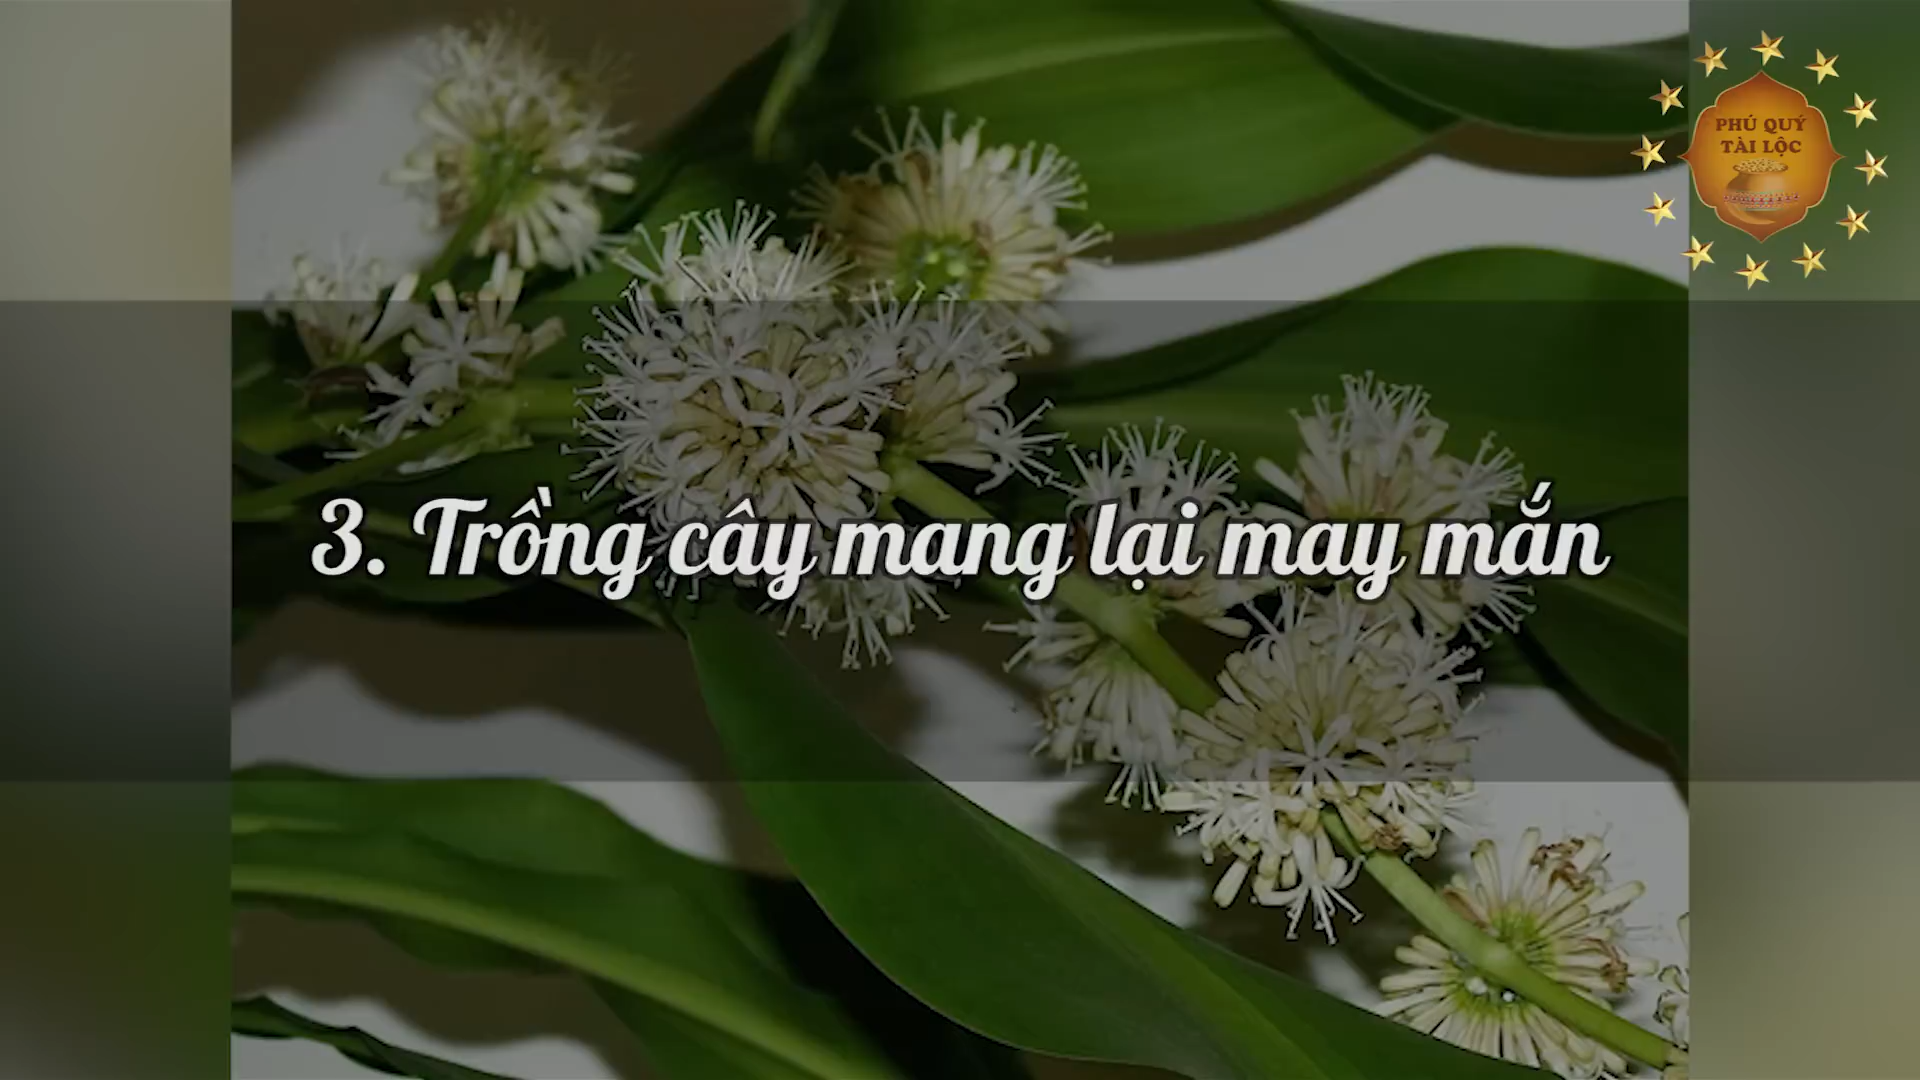 PHÚ QUÝ
TÀI LỘC
3. Trồng cây mang lại may mắn